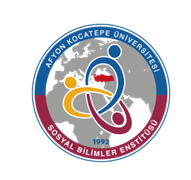 AFYON KOCATEPE ÜNİVERSİTESİ
1992
SOSYAL BİLİMLER ENSTİTÜSÜ